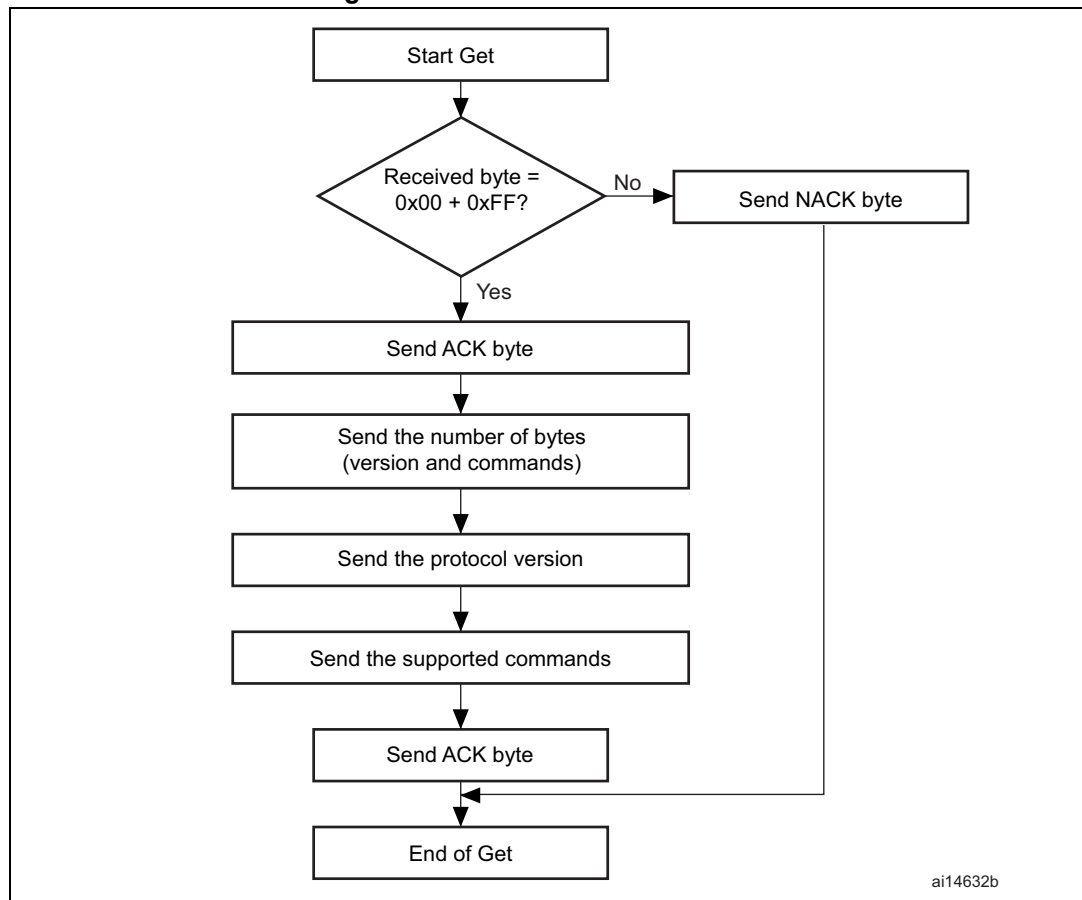 Start Get
Received byte =
0x00 + 0xFF?
No
Send NACK byte
Yes
Send ACK byte
Send the number of bytes
(version and commands)
Send the protocol version
Send the supported commands
Send ACK byte
End of Get
ai14632b